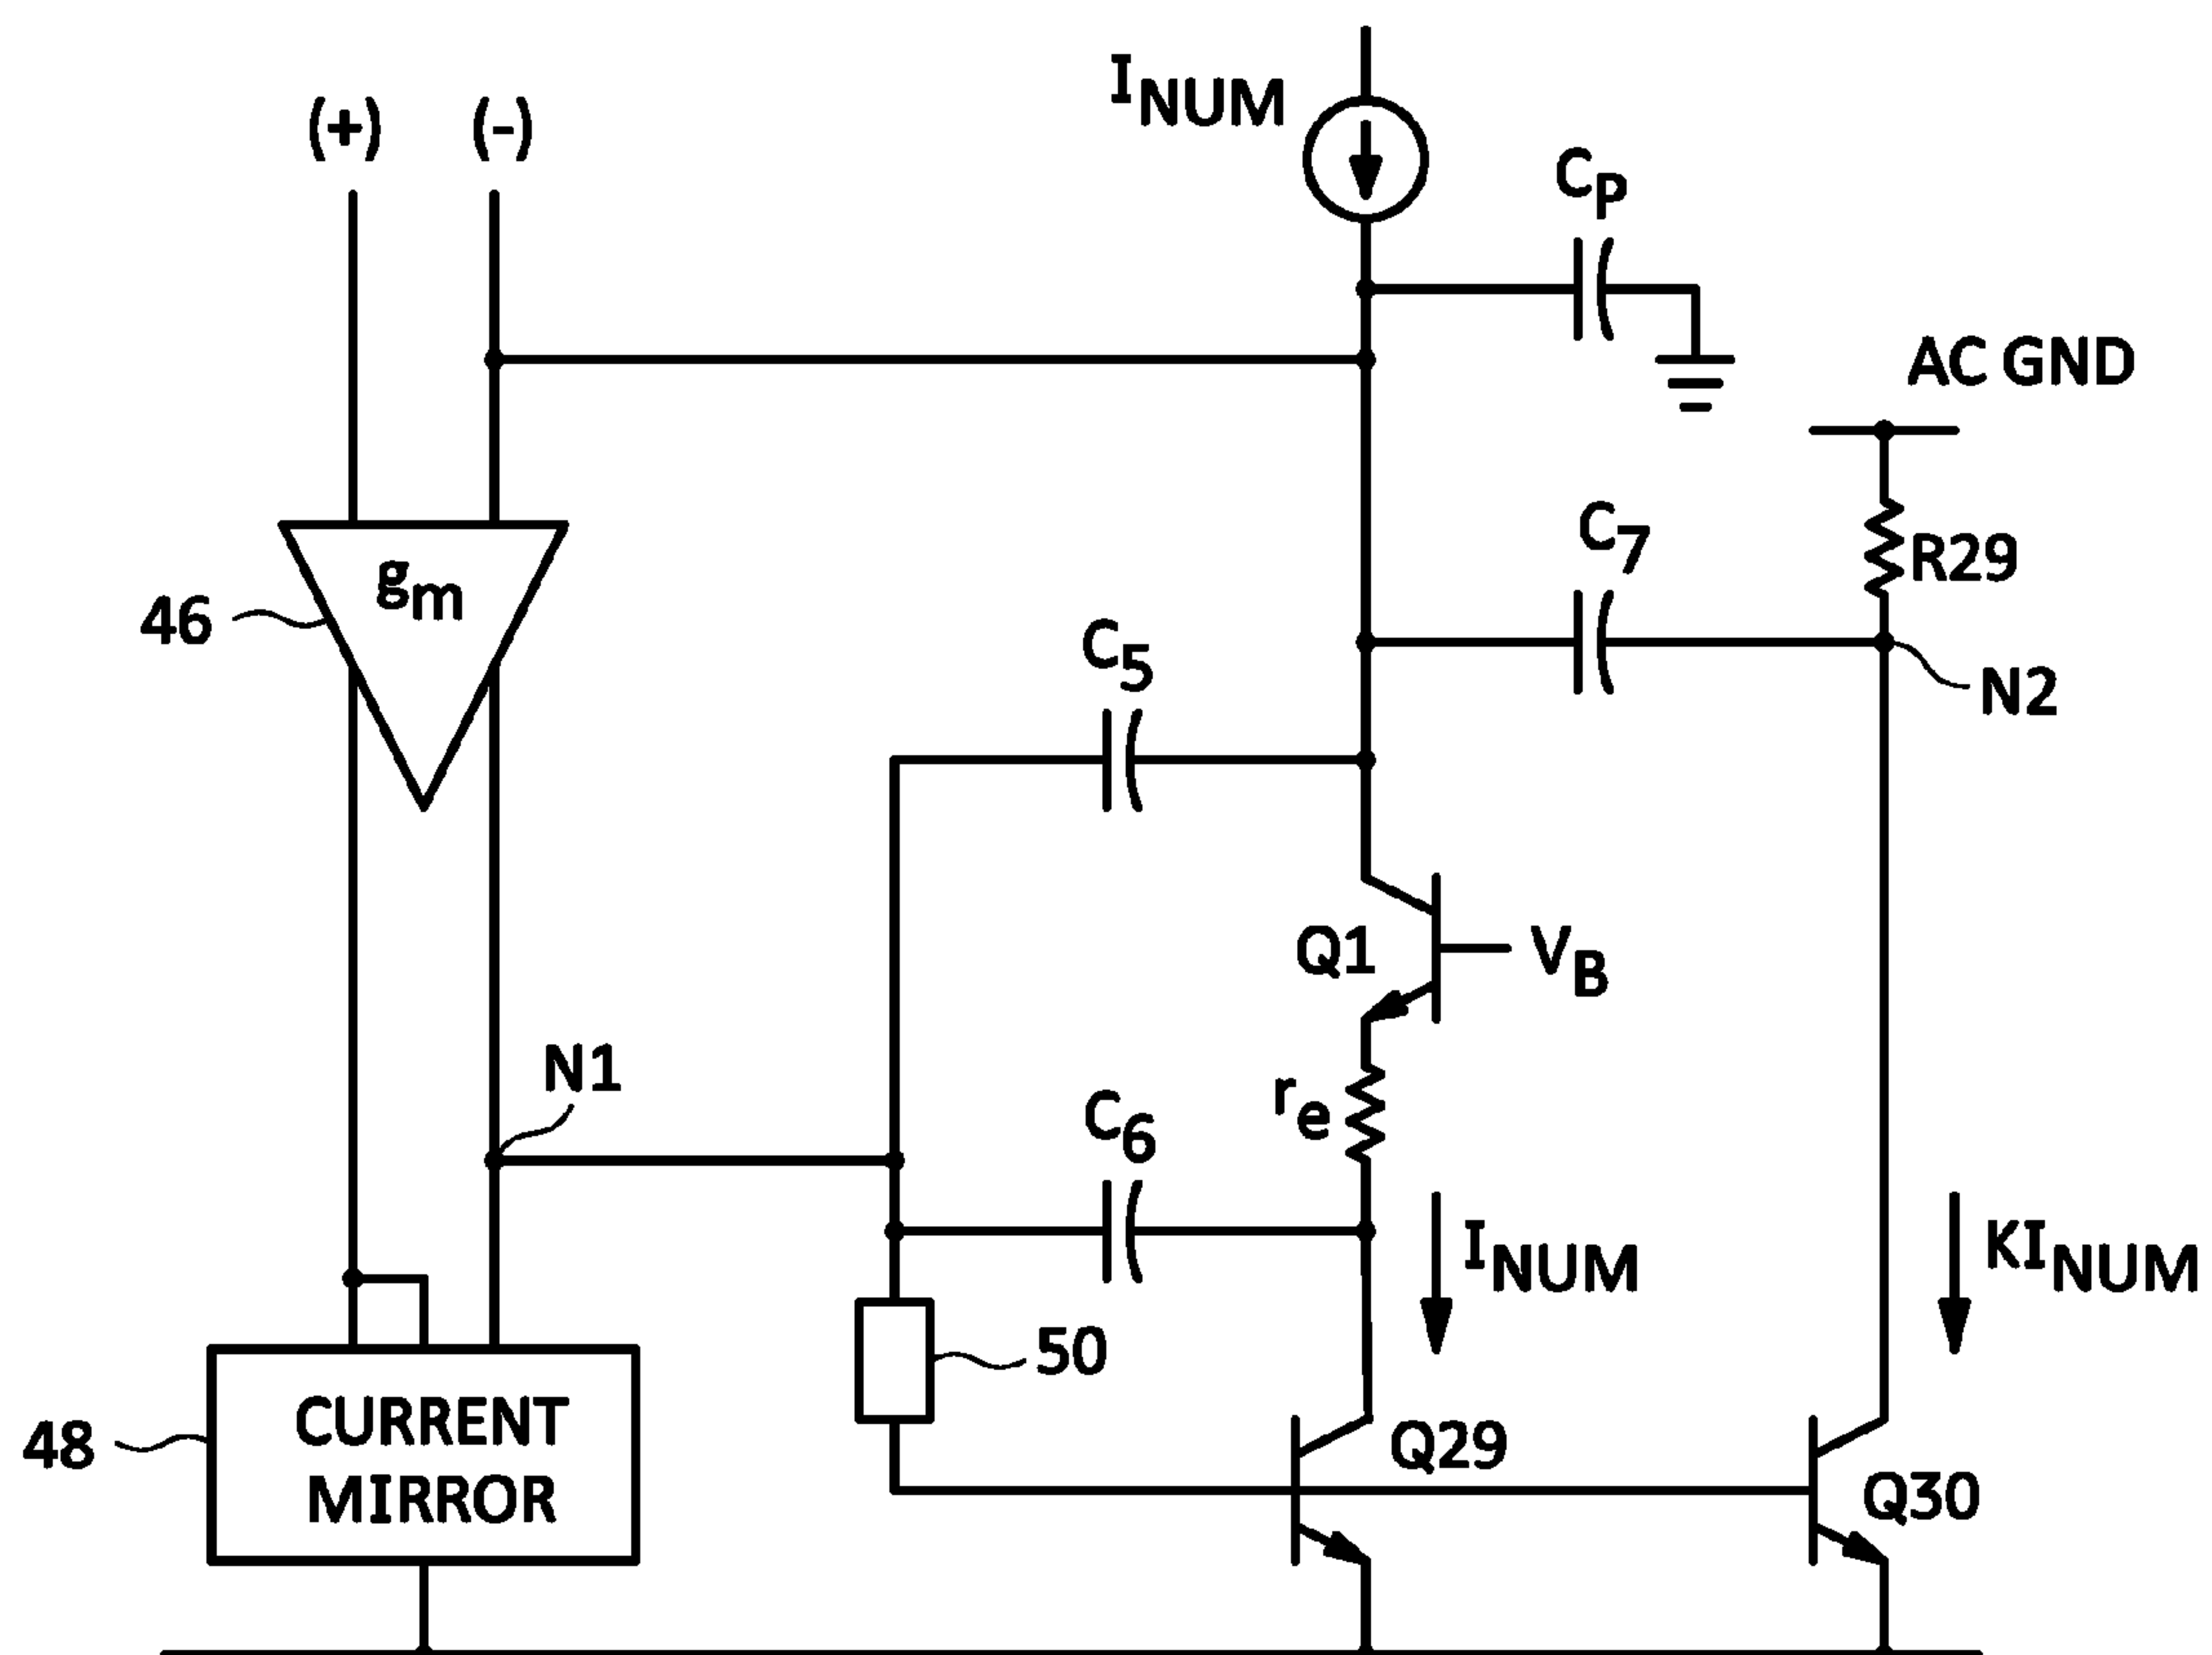 I_NUM
(+) (-)
C_P
AC GND
g_m
46
C_7
R29
C_5
N2
Q1
V_B
N1
r_e
C_6
I_NUM
KI_NUM
50
CURRENT
MIRROR
48
Q29
Q30